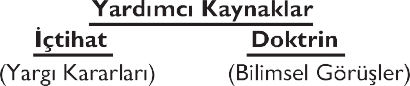 Yardımcı Kaynaklar
İçtihat Doktrin
(Yargı Kararları) (Bilimsel Görüşler)